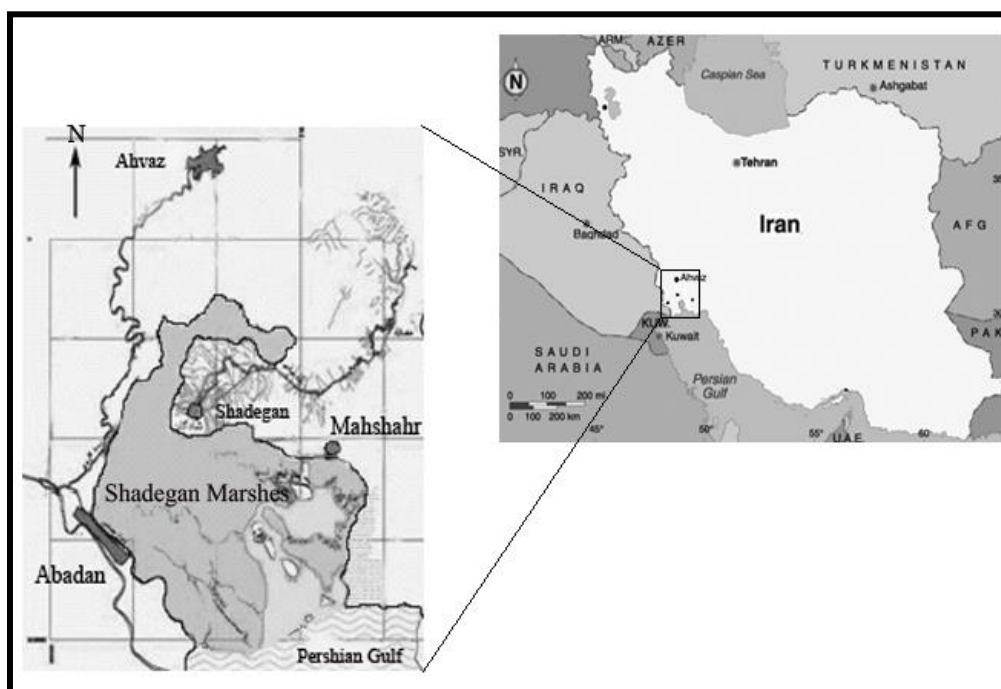 N
Ahvaz
Shadegan
Mahshahr
Shadegan Marshes
Abadan
Pershian Gulf
N
ARM.
AZER
Caspian Sea
TURKMENISTAN
Ashgabat
SYR.
Tehran
IRAQ
Baghdad
Iran
AFG
Ahvaz
KUW.
Kuwait
PAK
SAUDI
ARABIA
Persian
Gulf
0 100 200 mi
0 100 200 km
45°
50°
55°
60°
U.A.E.